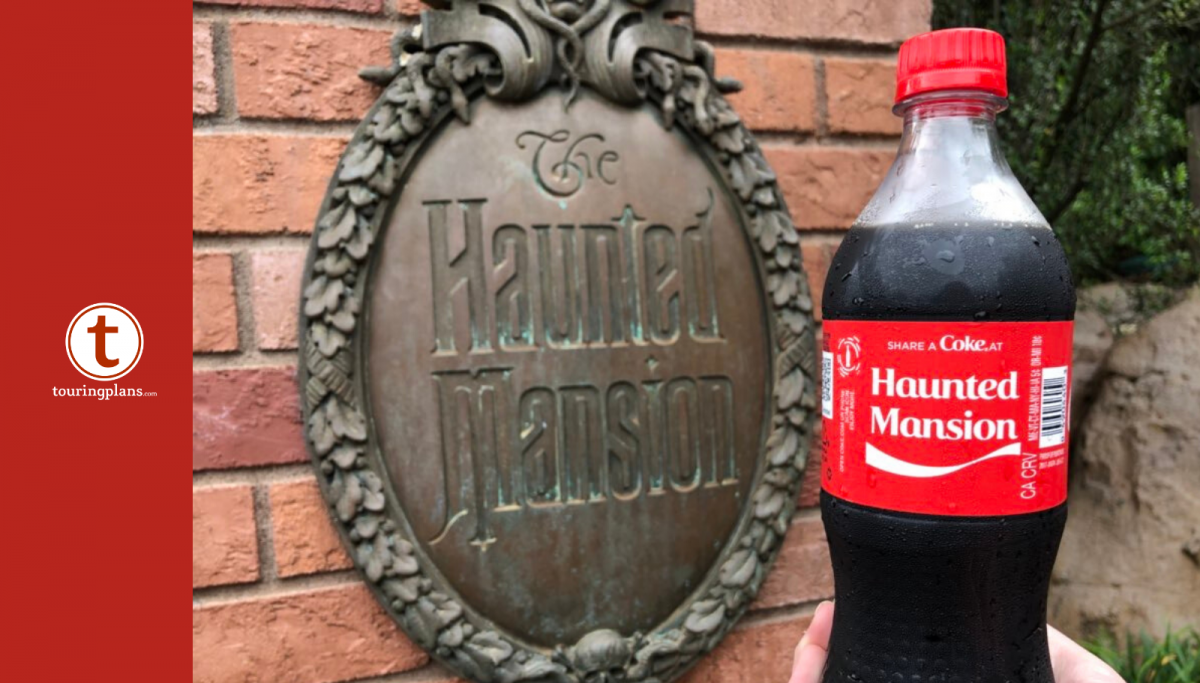 t
touringplans.com
The
Haunted
Mansion
SHARE A Coke AT
Haunted
Mansion
CA CRV